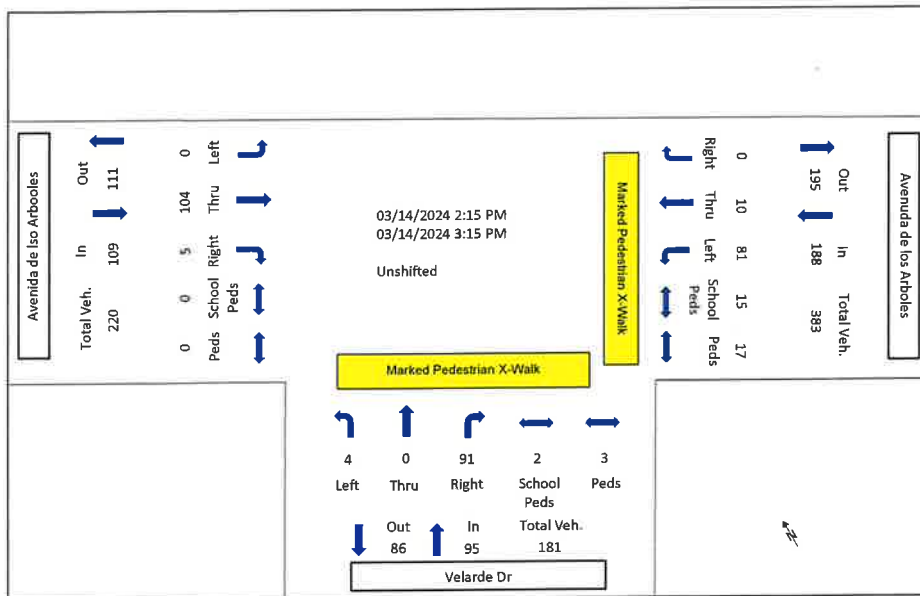 Avenida de lso Arbooles
Out
111
In
109
Total Veh.
220
Left
0
Thru
104
Right
5
School Peds
0
Peds
0
03/14/2024 2:15 PM
03/14/2024 3:15 PM
Unshifted
Marked Pedestrian X-Walk
Marked Pedestrian X-Walk
Right
0
Thru
10
Left
81
School Peds
15
Peds
17
Out
195
In
188
Total Veh.
383
Avenuda de los Arboles
4 0 91 2 3
Left Thru Right School Peds
Peds
Out In Total Veh.
86 95 181
Velarde Dr
N